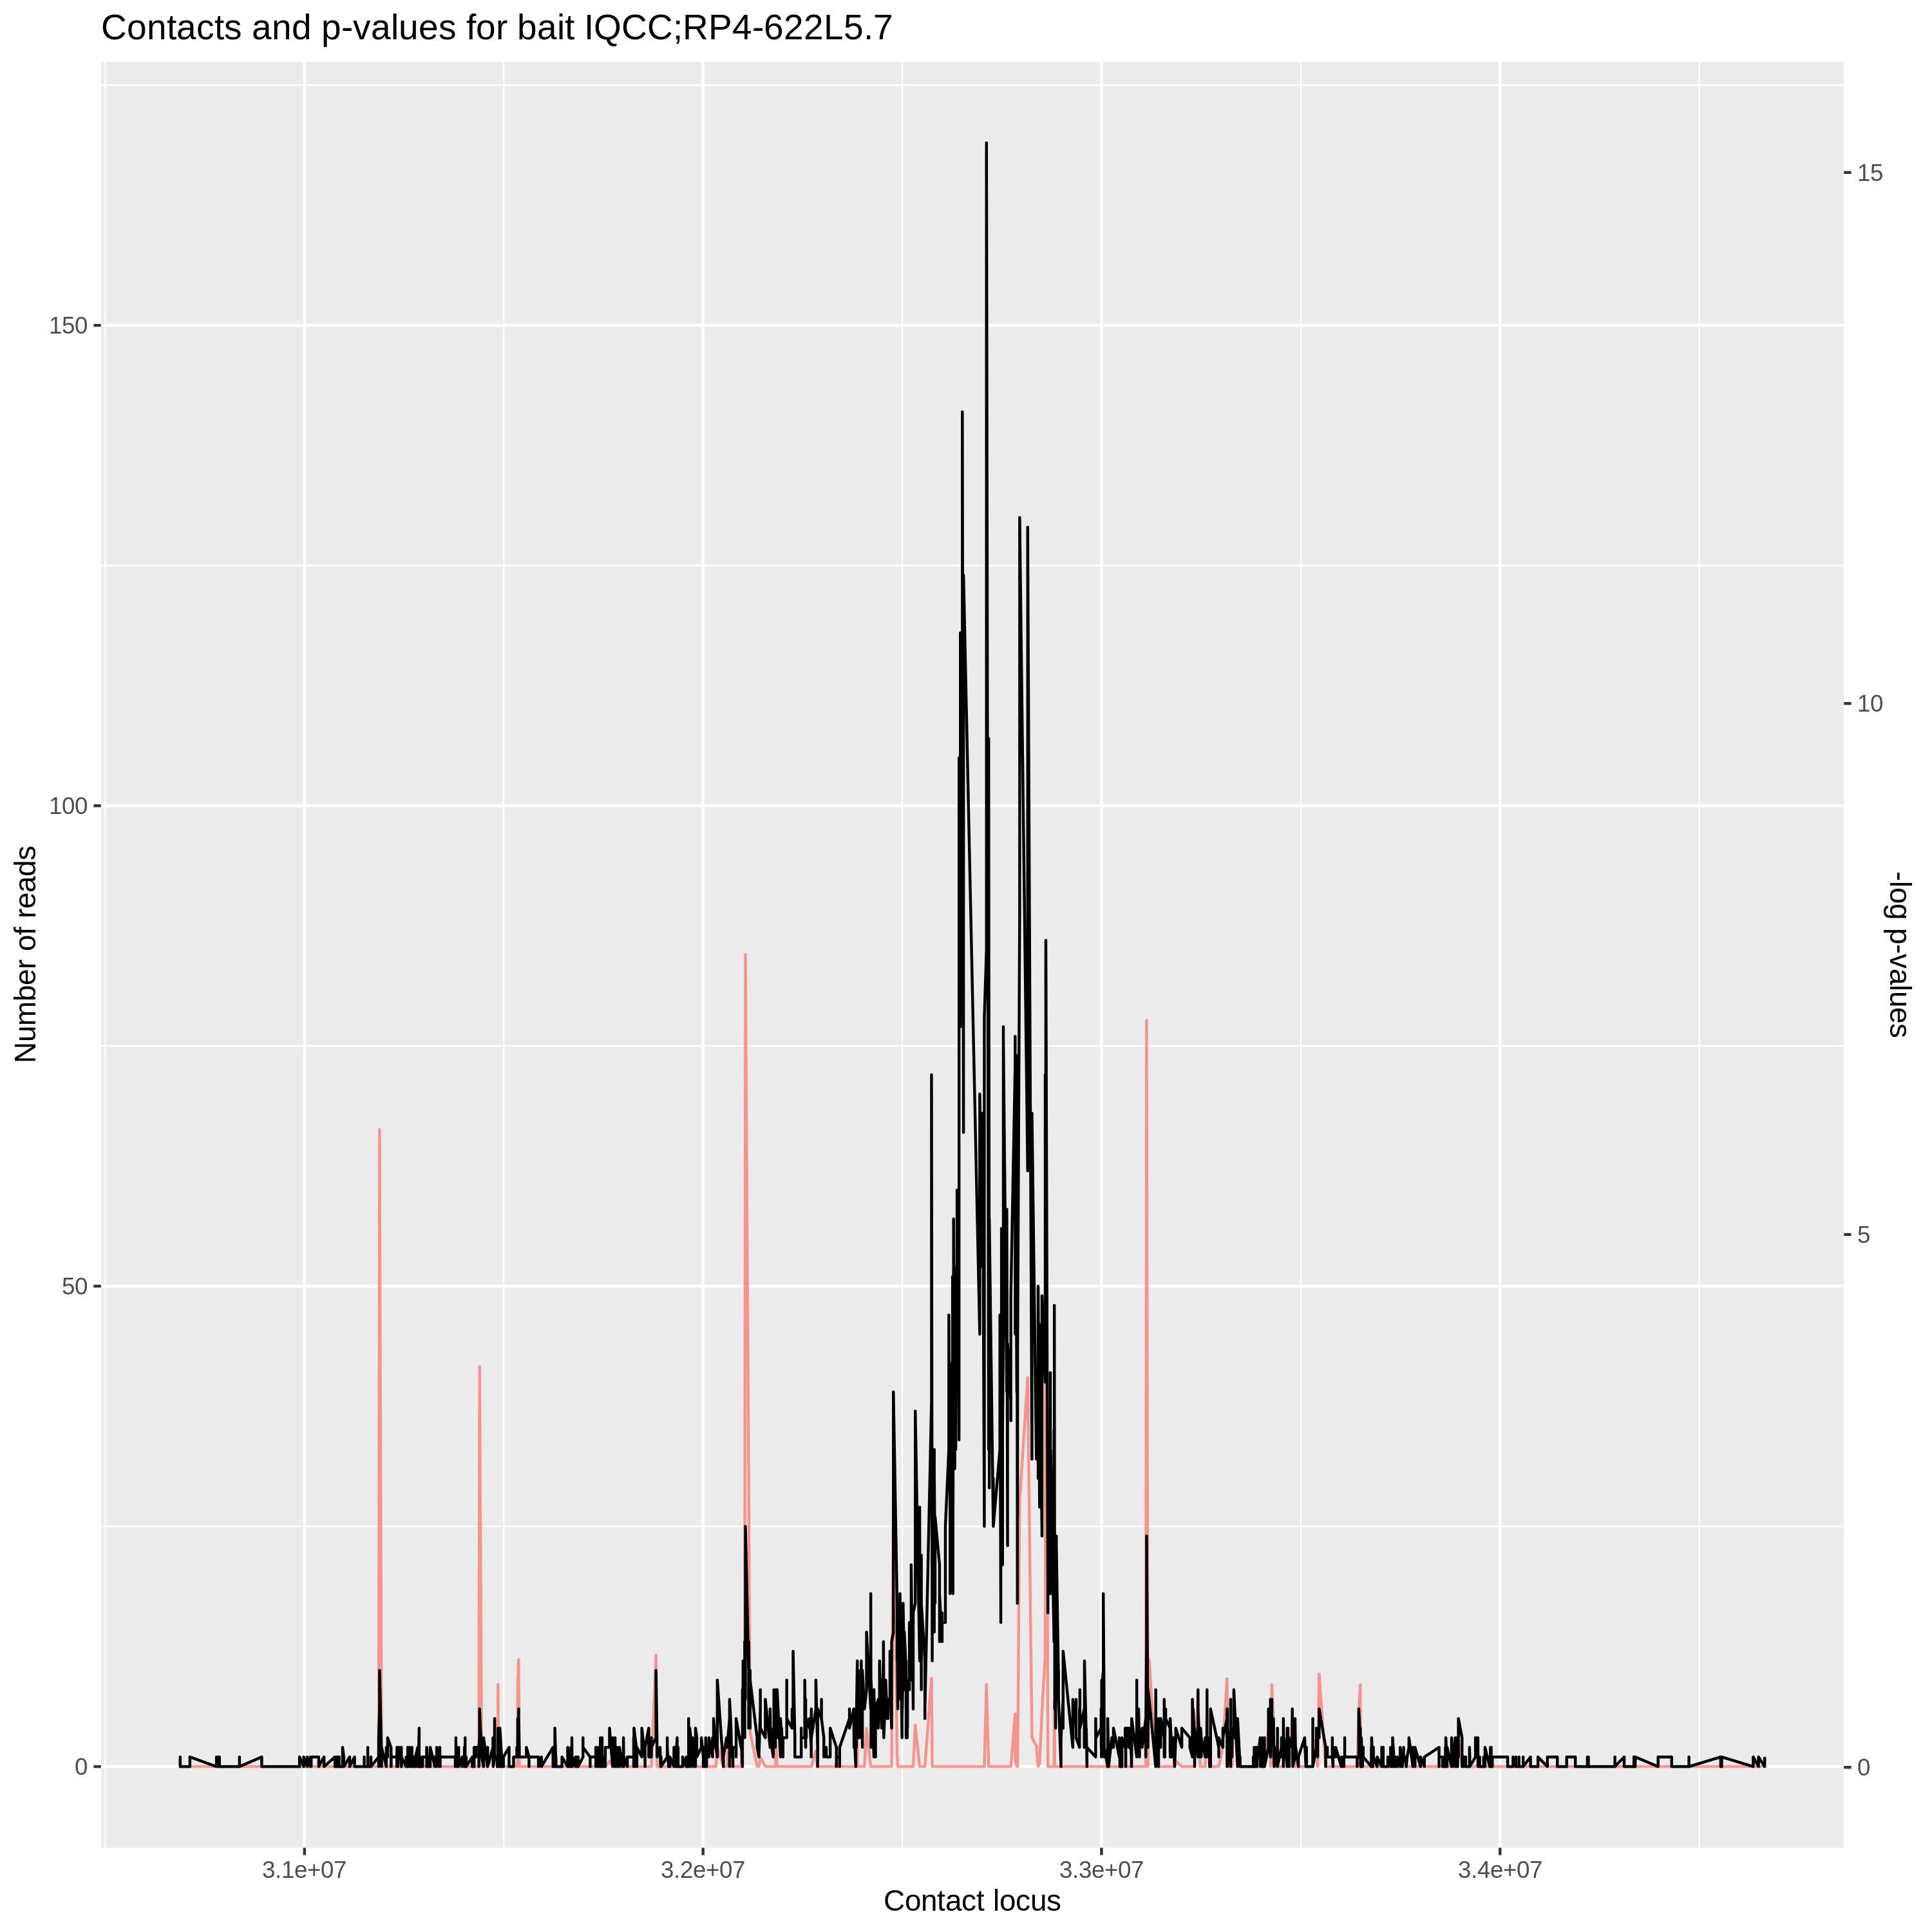 Contacts and p-values for bait IQCC;RP4-622L5.7
150
100
50
0
Number of reads
15
10
5
0
-log p-values
3.1e+07
3.2e+07
3.3e+07
3.4e+07
Contact locus